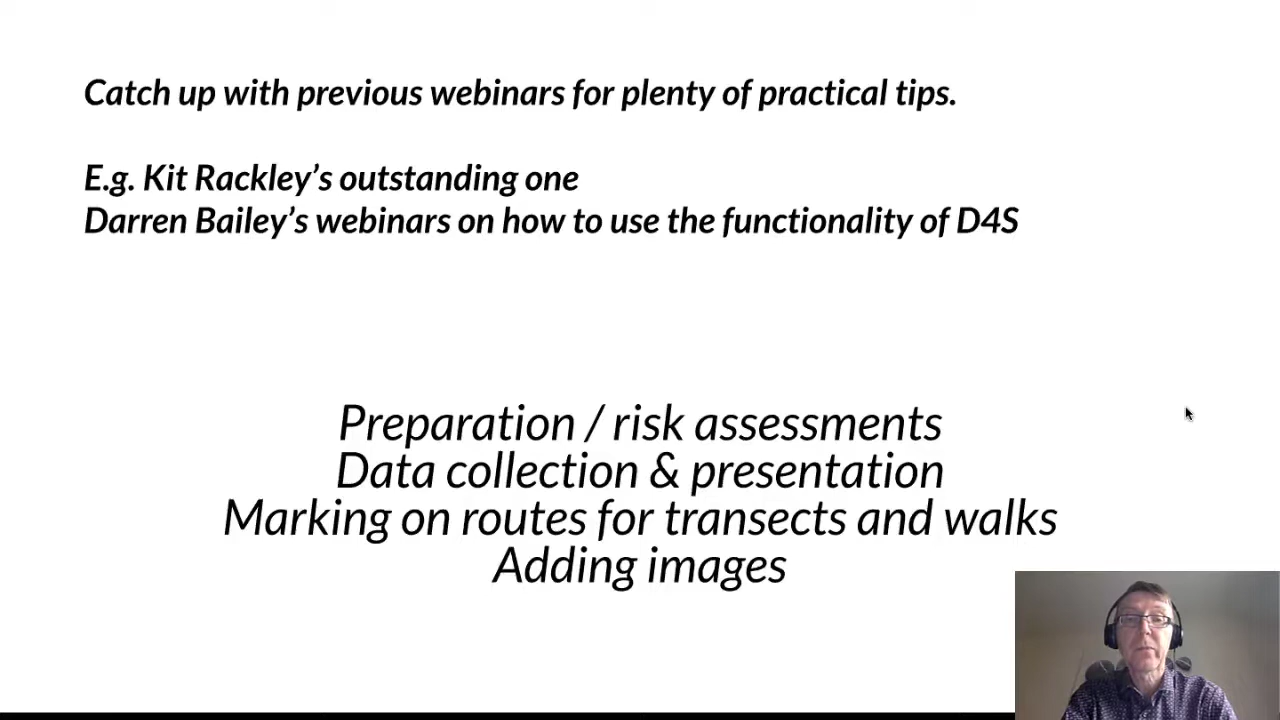 Catch up with previous webinars for plenty of practical tips.
E.g. Kit Rackley’s outstanding one
Darren Bailey’s webinars on how to use the functionality of D4S
Preparation / risk assessments
Data collection & presentation
Marking on routes for transects and walks
Adding images